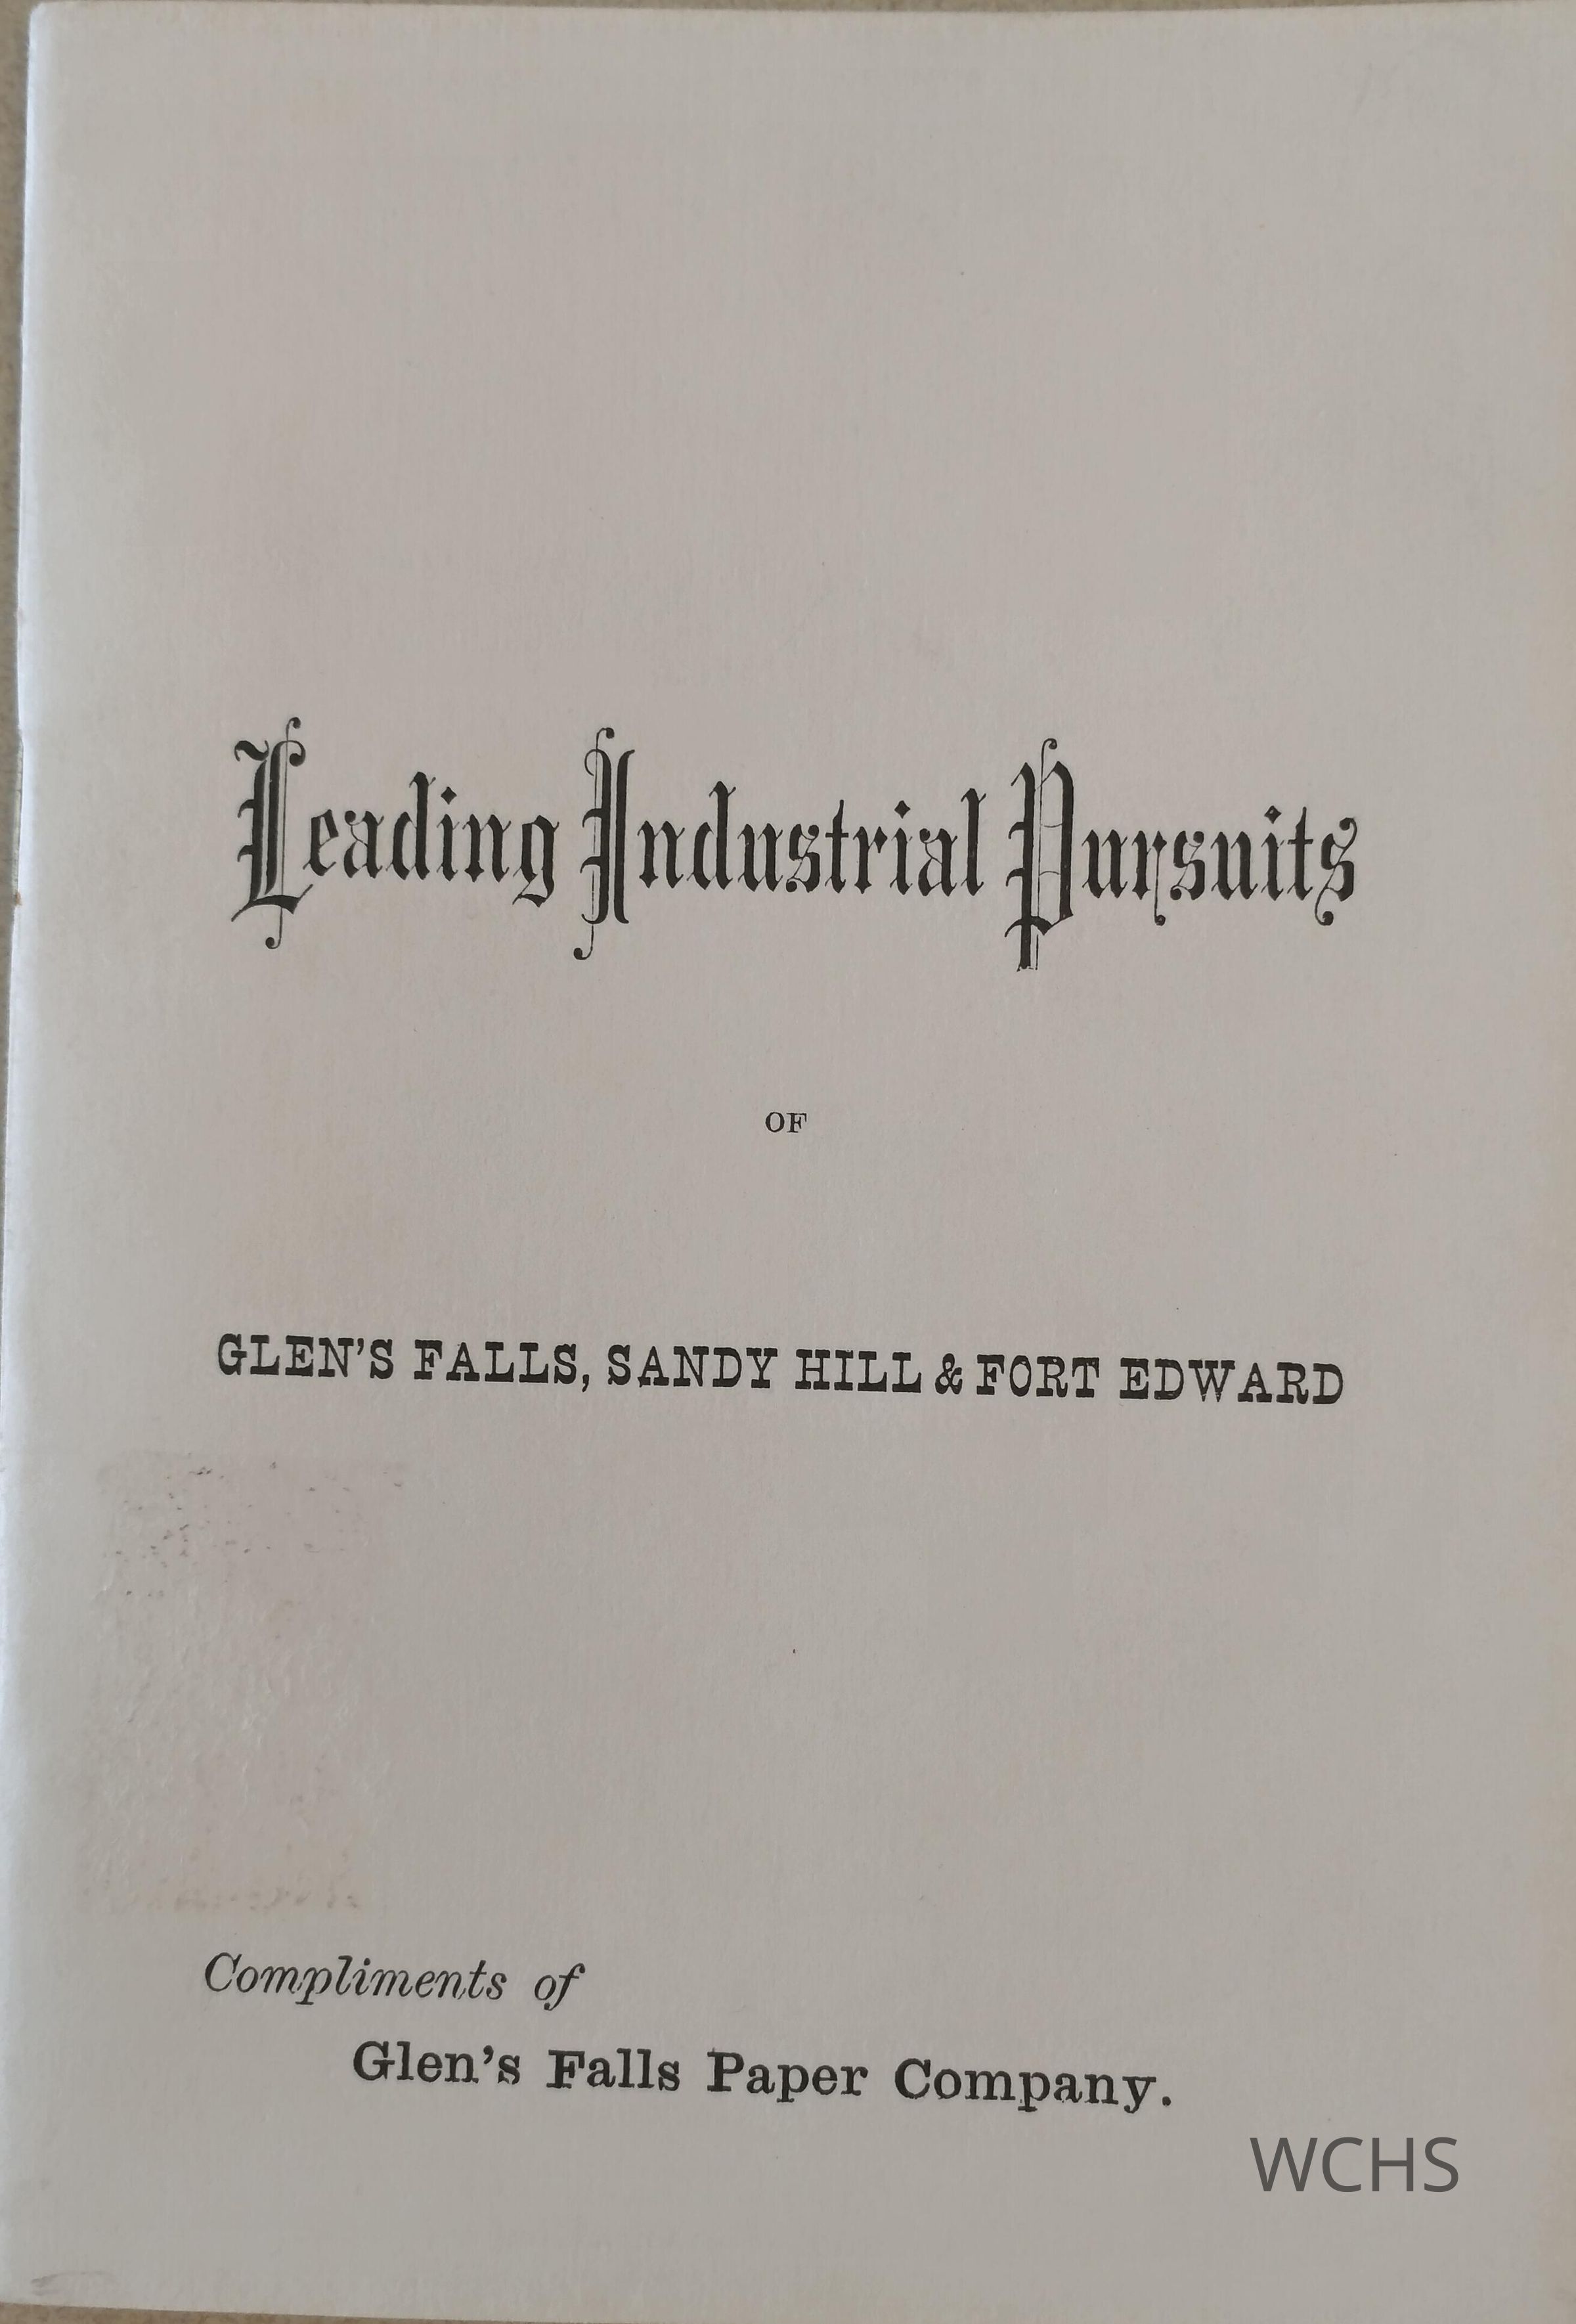 Leading Industrial Pursuits
OF
GLEN'S FALLS, SANDY HILL & FORT EDWARD
Compliments of
Glen's Falls Paper Company.
WCHS